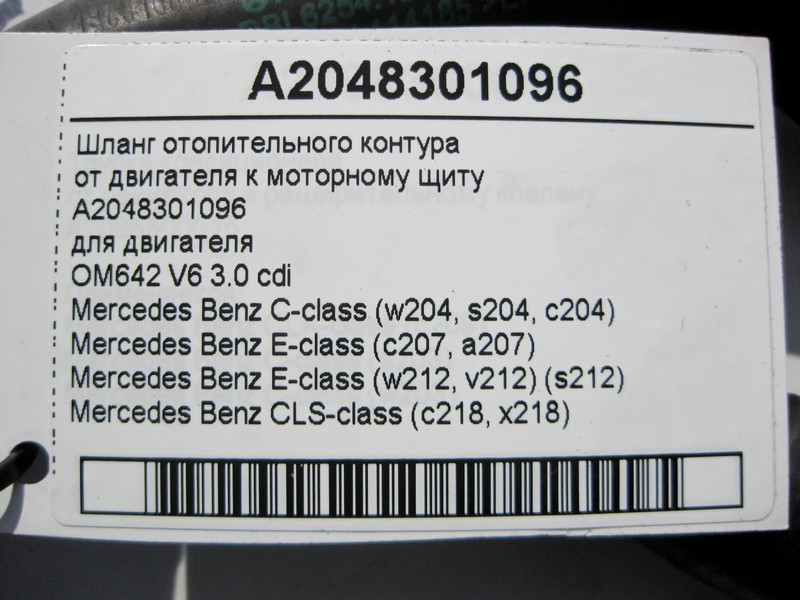 A2048301096
Шланг отопительного контура
от двигателя к моторному щиту
A2048301096
для двигателя
OM642 V6 3.0 cdi
Mercedes Benz C-class (w204, s204, c204)
Mercedes Benz E-class (c207, a207)
Mercedes Benz E-class (w212, v212) (s212)
Mercedes Benz CLS-class (c218, x218)